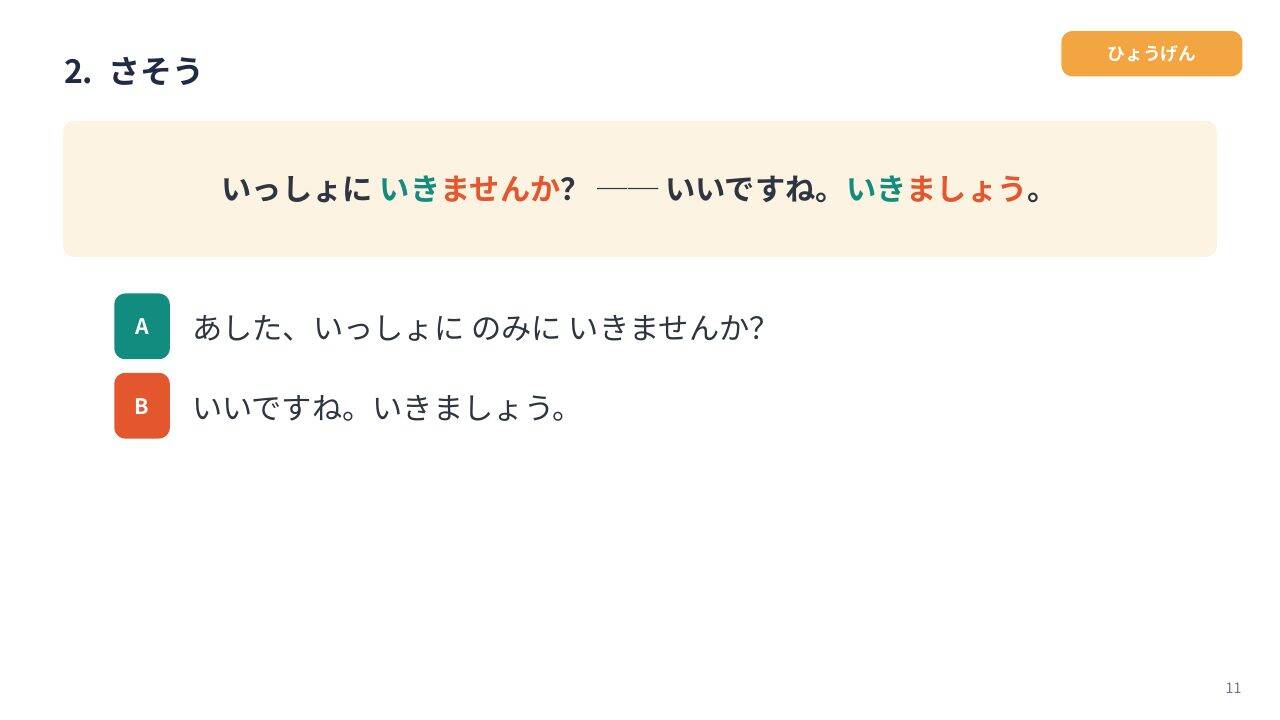 2. さそう
ひょうげん
いっしょに いきませんか? ── いいですね。いきましょう。
A あした、いっしょに のみに いきませんか?
B いいですね。いきましょう。
11